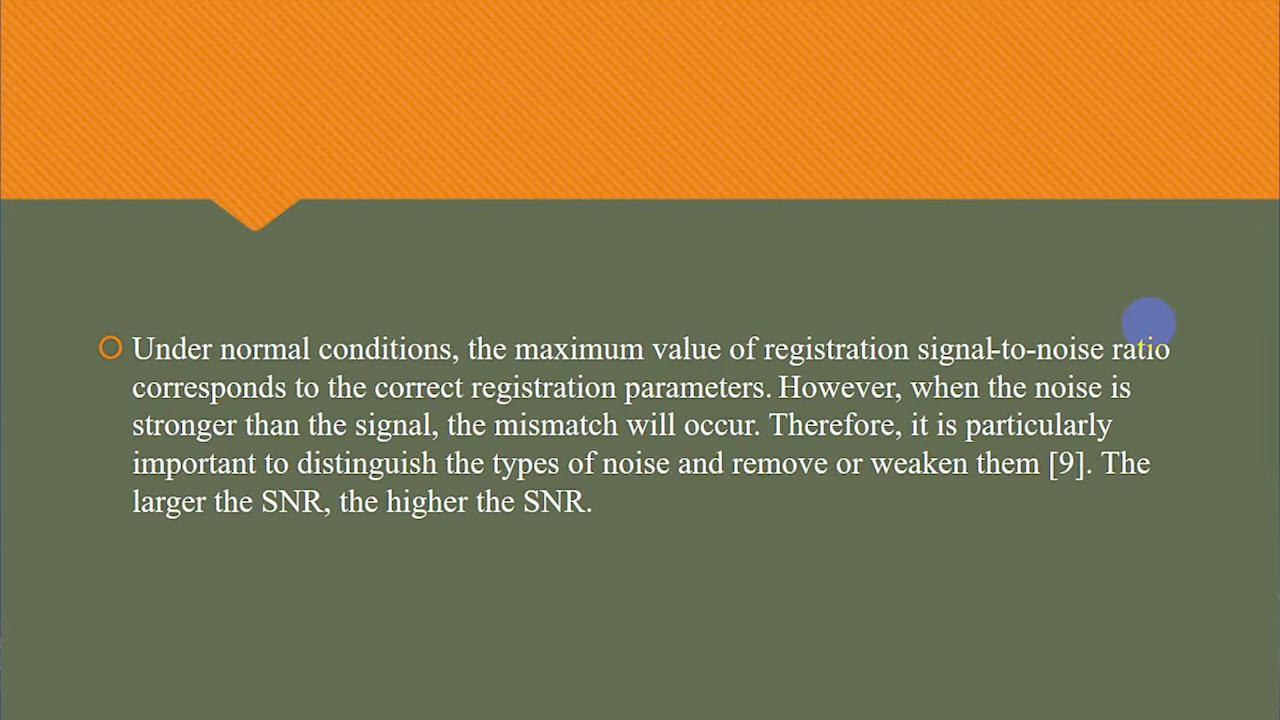 Under normal conditions, the maximum value of registration signal-to-noise ratio
corresponds to the correct registration parameters. However, when the noise is
stronger than the signal, the mismatch will occur. Therefore, it is particularly
important to distinguish the types of noise and remove or weaken them [9]. The
larger the SNR, the higher the SNR.